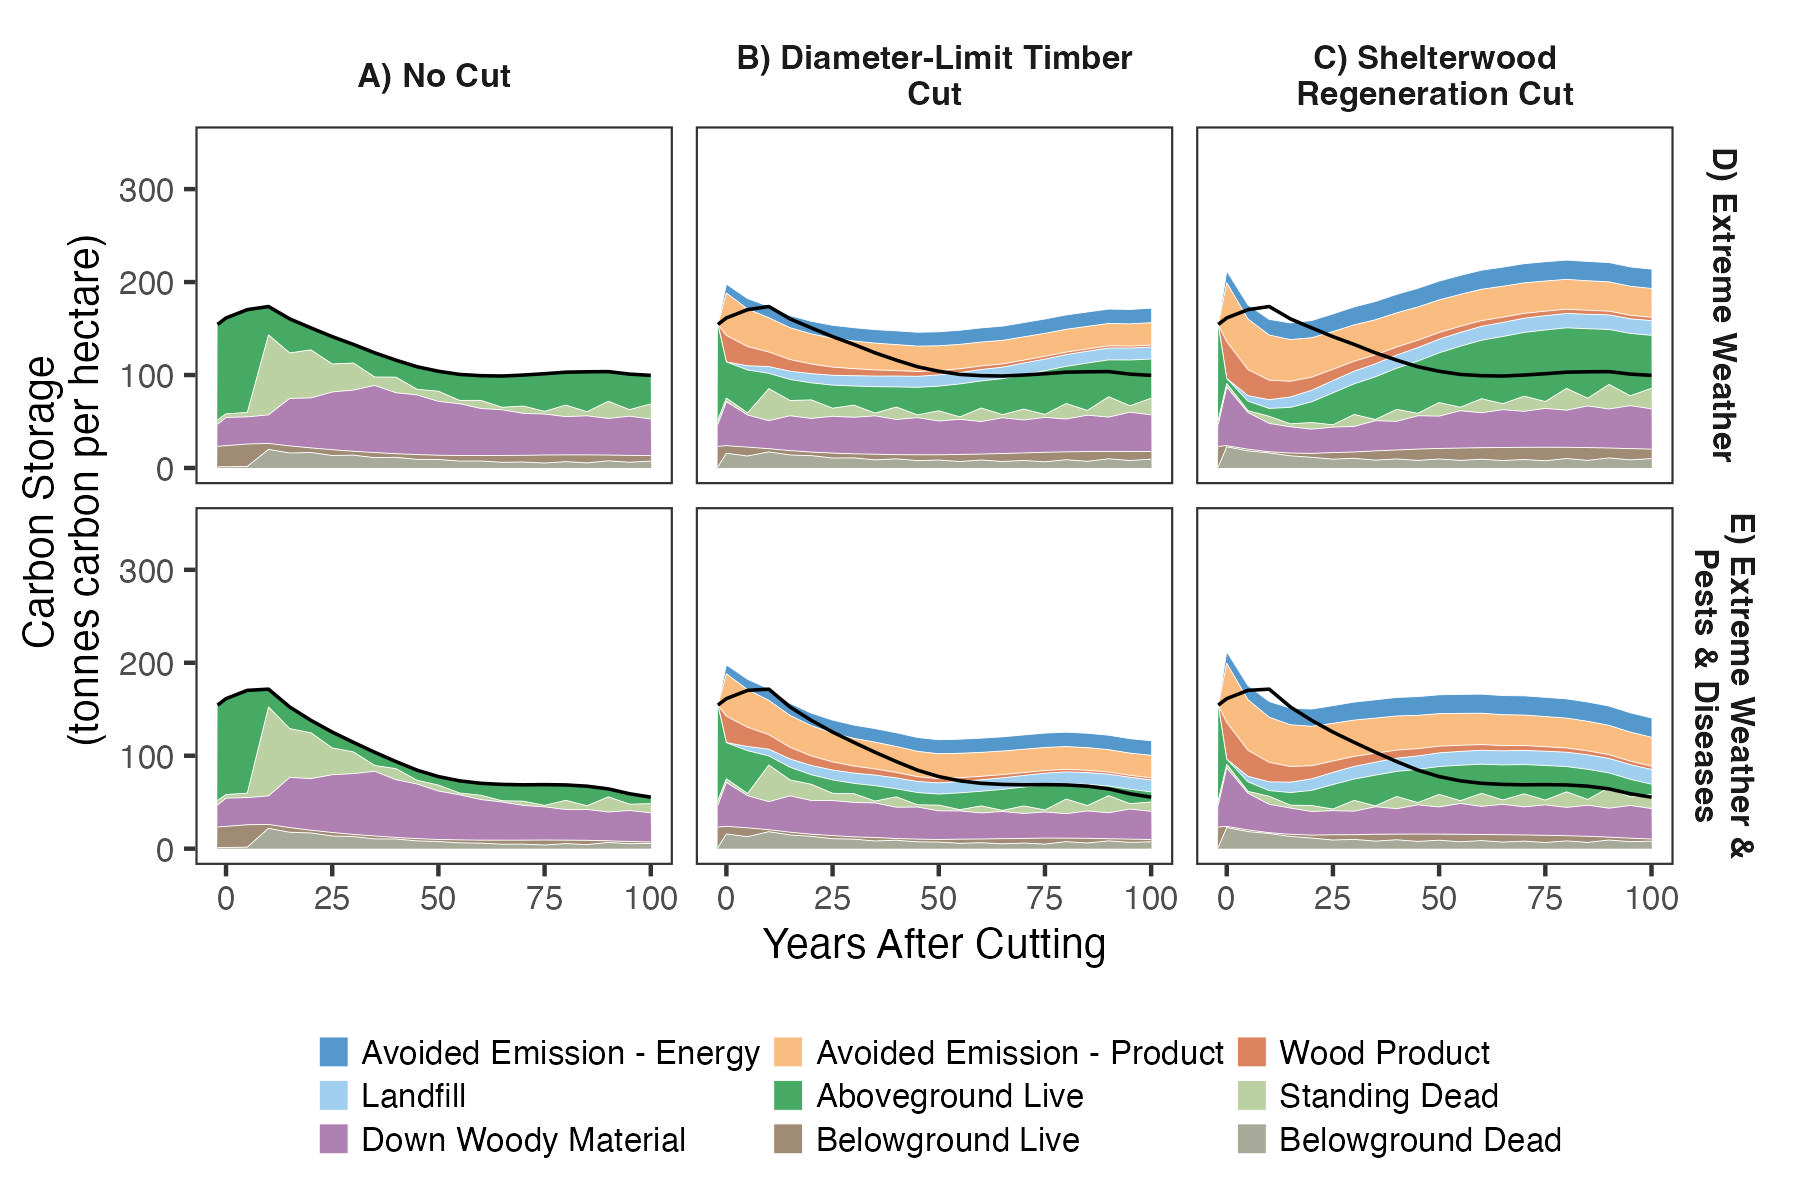 A) No Cut
B) Diameter-Limit Timber
Cut
C) Shelterwood
Regeneration Cut
D) Extreme Weather
E) Extreme Weather &
Pests & Diseases
Carbon Storage
(tonnes carbon per hectare)
300
200
100
0
300
200
100
0
0 25 50 75 100
0 25 50 75 100
0 25 50 75 100
Years After Cutting
Avoided Emission - Energy
Avoided Emission - Product
Wood Product
Landfill
Aboveground Live
Standing Dead
Down Woody Material
Belowground Live
Belowground Dead